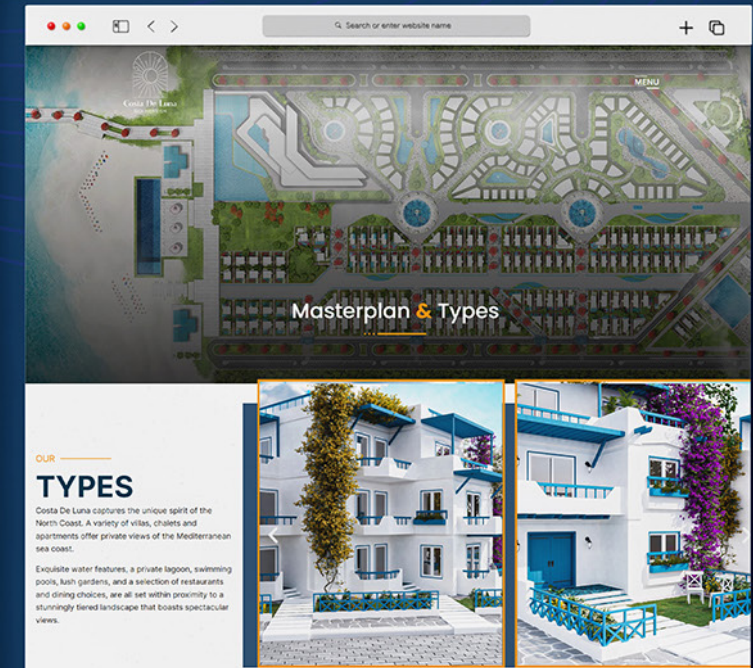 Search or enter website name
Costa De Luna
MENU
Masterplan & Types
OUR
TYPES
Costa De Luna captures the unique spirit of the
North Coast. A variety of villas, chalets and
apartments offer private views of the Mediterranean
sea coast.
Exquisite water features, a private lagoon, swimming
pools, lush gardens, and a selection of restaurants
and dining choices, are all set within proximity to a
stunningly tiered landscape that boasts spectacular
views.